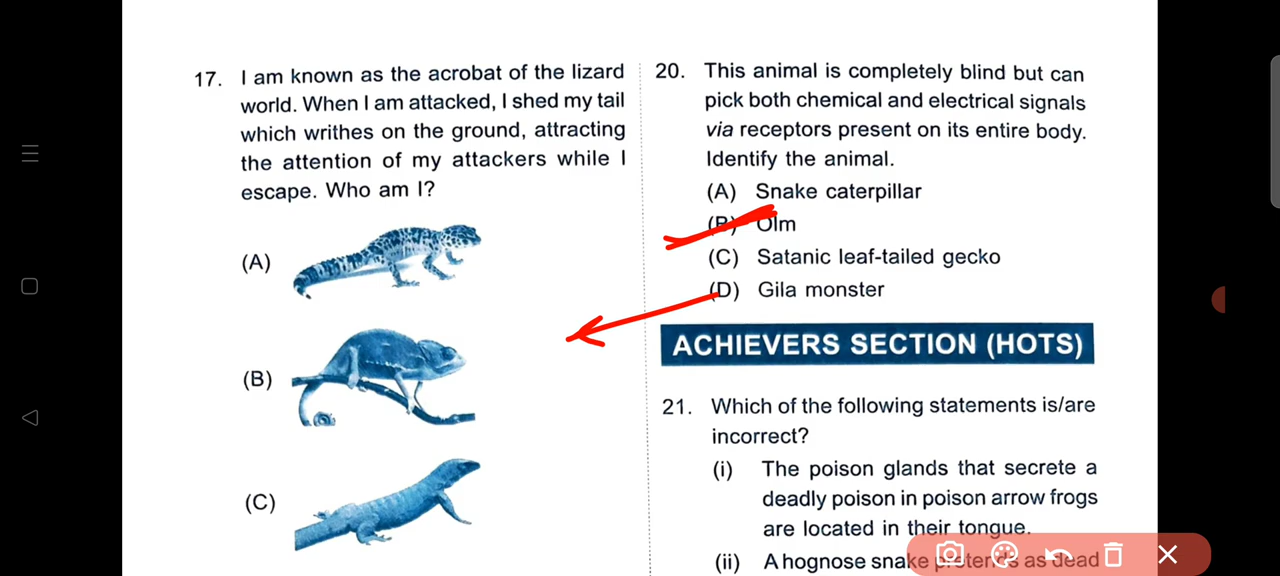 17. I am known as the acrobat of the lizard
world. When I am attacked, I shed my tail
which writhes on the ground, attracting
the attention of my attackers while I
escape. Who am I?
(A)
(B)
(C)
20. This animal is completely blind but can
pick both chemical and electrical signals
via receptors present on its entire body.
Identify the animal.
(A) Snake caterpillar
(B) Olm
(C) Satanic leaf-tailed gecko
(D) Gila monster
ACHIEVERS SECTION (HOTS)
21. Which of the following statements is/are
incorrect?
(i) The poison glands that secrete a
deadly poison in poison arrow frogs
are located in their tongue.
(ii) A hognose snake pretends as dead